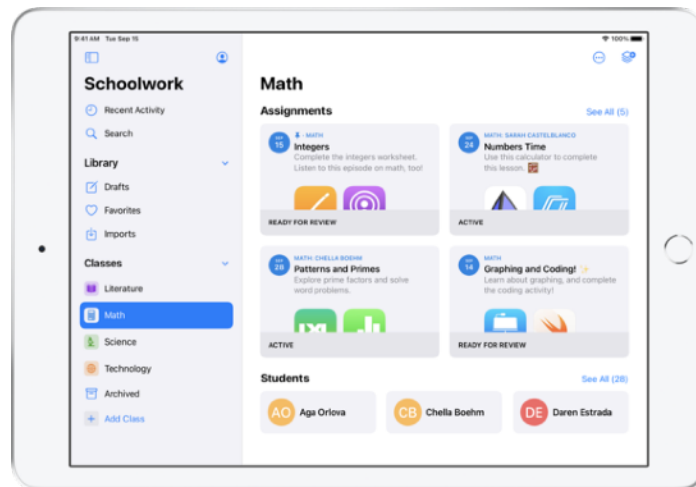 9:41 AM Tue Sep 15
100%
Schoolwork
Recent Activity
Search
Library
Drafts
Favorites
Imports
Classes
Literature
Math
Science
Technology
Archived
Add Class
Math
Assignments
See All (5)
SEP
15
MATH
Integers
Complete the integers worksheet.
Listen to this episode on math, too!
READY FOR REVIEW
SEP
24
MATH: SARAH CASTELBLANCO
Numbers Time
Use this calculator to complete
this lesson.
ACTIVE
SEP
28
MATH: CHELLA BOEHM
Patterns and Primes
Explore prime factors and solve
word problems.
ACTIVE
SEP
14
MATH
Graphing and Coding!
Learn about graphing, and complete
the coding activity!
READY FOR REVIEW
Students
See All (28)
AO
Aga Orlova
CB
Chella Boehm
DE
Daren Estrada